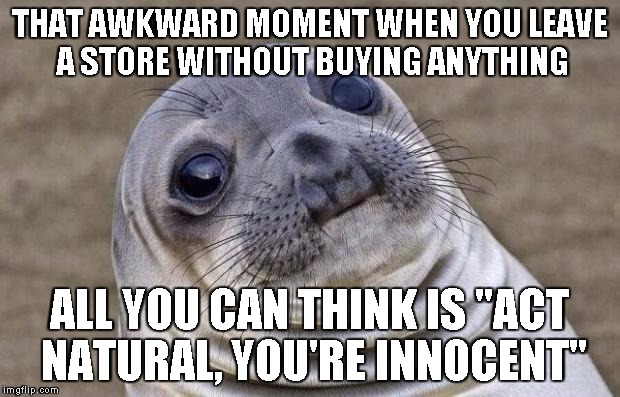 THAT AWKWARD MOMENT WHEN YOU LEAVE
A STORE WITHOUT BUYING ANYTHING
ALL YOU CAN THINK IS "ACT
NATURAL, YOU'RE INNOCENT"
imgflip.com